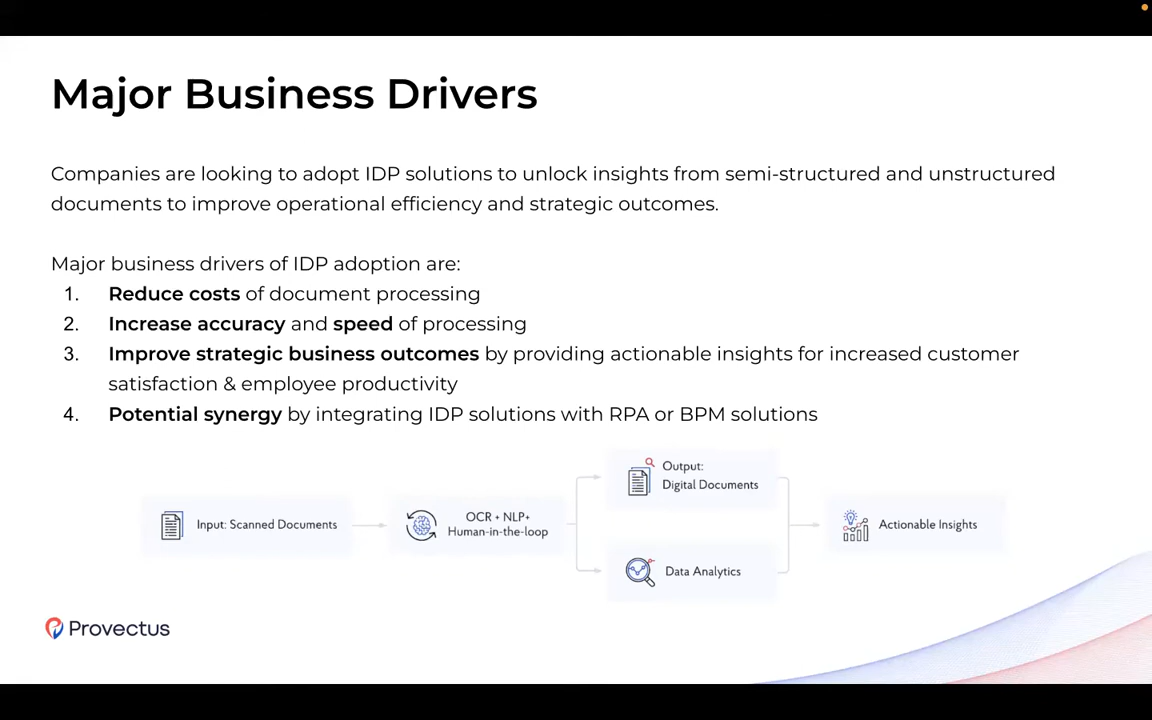 Major Business Drivers
Companies are looking to adopt IDP solutions to unlock insights from semi-structured and unstructured
documents to improve operational efficiency and strategic outcomes.
Major business drivers of IDP adoption are:
1. Reduce costs of document processing
2. Increase accuracy and speed of processing
3. Improve strategic business outcomes by providing actionable insights for increased customer
satisfaction & employee productivity
4. Potential synergy by integrating IDP solutions with RPA or BPM solutions
Input: Scanned Documents
OCR + NLP+
Human-in-the-loop
Output:
Digital Documents
Data Analytics
Actionable Insights
Provectus